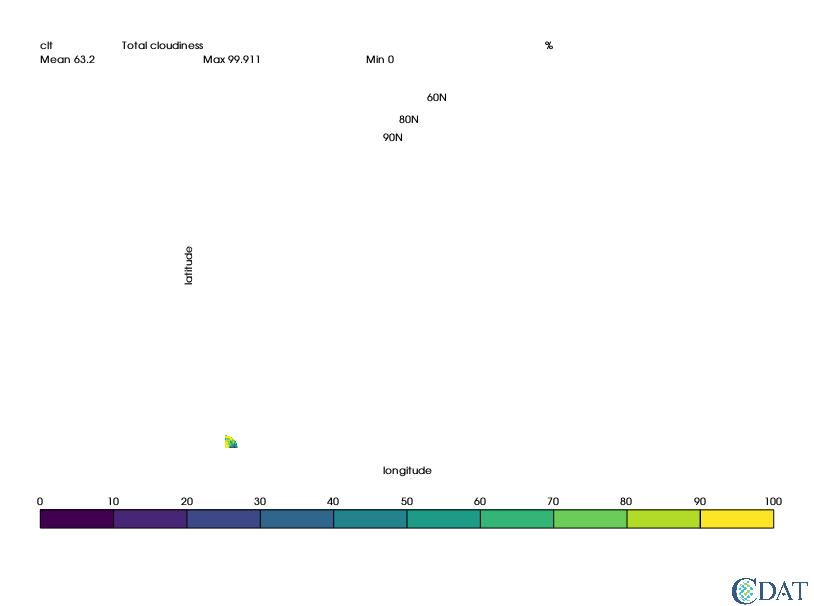 clt Total cloudiness %
Mean 63.2 Max 99.911 Min 0
60N
80N
90N
latitude
longitude
0 10 20 30 40 50 60 70 80 90 100
CDAT